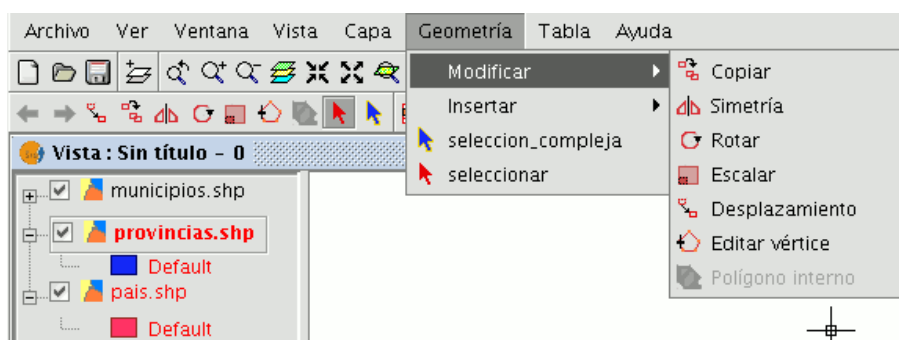 Archivo Ver Ventana Vista Capa Geometría Tabla Ayuda
Modificar
Copiar
Insertar
Simetría
seleccion_compleja
Rotar
seleccionar
Escalar
Desplazamiento
Editar vértice
Polígono interno
Vista : Sin título - 0
municipios.shp
provincias.shp
Default
pais.shp
Default